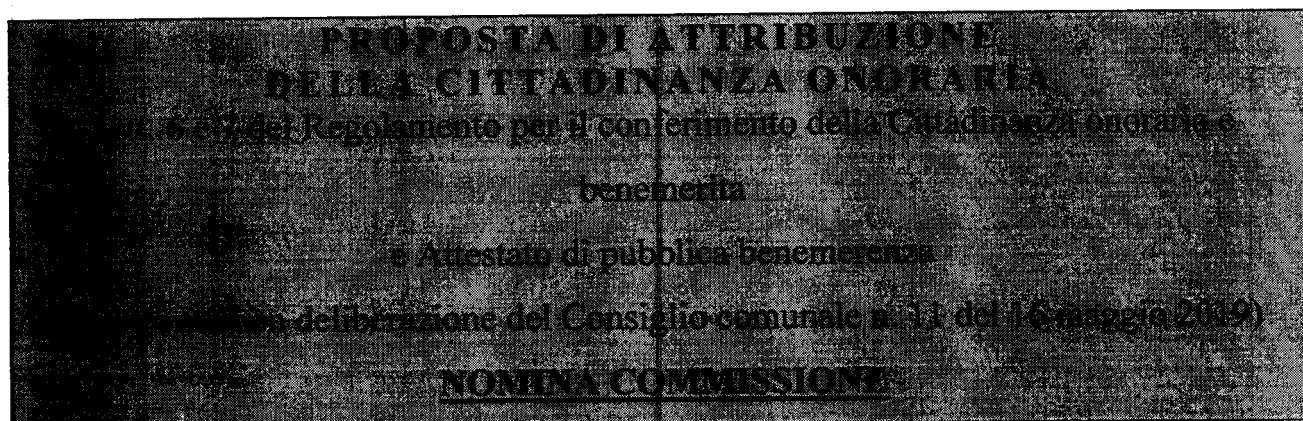 PROPOSTA DI ATTRIBUZIONE
DELLA CITTADINANZA ONORARIA
6 e 7 del Regolamento per il conferimento della Cittadinanza onoraria e
benemerita
e Attestato di pubblica benemerenza
deliberazione del Consiglio comunale n. 11 del 16 maggio 2019)
NOMINA COMMISSIONE